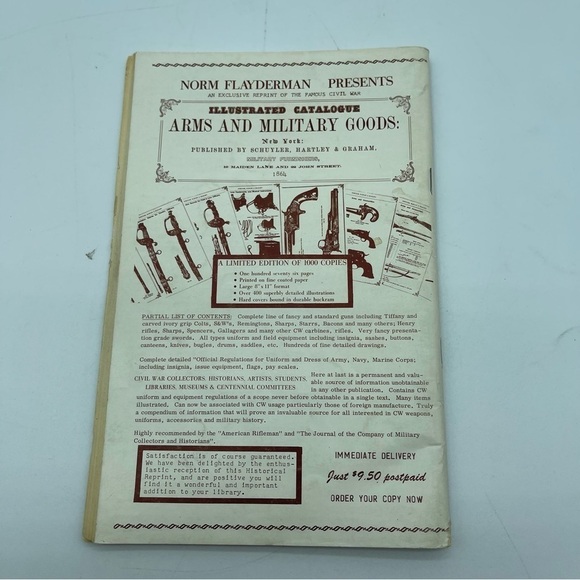 NORM FLAYDERMAN PRESENTS
AN EXCLUSIVE REPRINT OF THE FAMOUS CIVIL WAR
ILLUSTRATED CATALOGUE
ARMS AND MILITARY GOODS:
New York:
PUBLISHED BY SCHUYLER, HARTLEY & GRAHAM,
MILITARY FURNISHERS,
19 MAIDEN LANE AND 22 JOHN STREET.
1864
A LIMITED EDITION OF 1000 COPIES
• One hundred seventy six pages
• Printed on fine coated paper
• Large 8" x 11" format
• Over 400 superbly detailed illustrations
• Hard covers bound in durable buckram
PARTIAL LIST OF CONTENTS: Complete line of fancy and standard guns including Tiffany and
carved ivory grip Colts, S&W's, Remingtons, Sharps, Starrs, Bacons and many others; Henry
rifles, Sharps, Spencers, Gallagers and many other CW carbines, rifles. Very fancy presenta-
tion grade swords. All types uniform and field equipment including insignia, sashes, buttons,
canteens, knives, bugles, drums, saddles, etc. Hundreds of fine detailed drawings.
Complete detailed "Official Regulations for Uniform and Dress of Army, Navy, Marine Corps;
including, insignia, issue equipment, flags, pay scales.
CIVIL WAR COLLECTORS, HISTORIANS, ARTISTS, STUDENTS,
LIBRARIES, MUSEUMS & CENTENNIAL COMMITTEES
Here at last in a permanent and valu-
able source of information unobtainable
in any other publication. Contains CW
uniform and equipment regulations of a scope never before obtainable in a single text. Many items
illustrated, can now be associated with CW usage particularly those of foreign manufacture. Truly
a compendium of information that will prove an invaluable source for all interested in CW weapons,
uniforms, accessories and military history.
Highly recommended by the "American Rifleman" and "The Journal of the Company of Military
Collectors and Historians".
Satisfaction is of course guaranteed.
We have been delighted by the enthus-
iastic reception of this Historical
Reprint, and are positive you will
find it a wonderful and important
addition to your library.
IMMEDIATE DELIVERY
Just $9.50 postpaid
ORDER YOUR COPY NOW